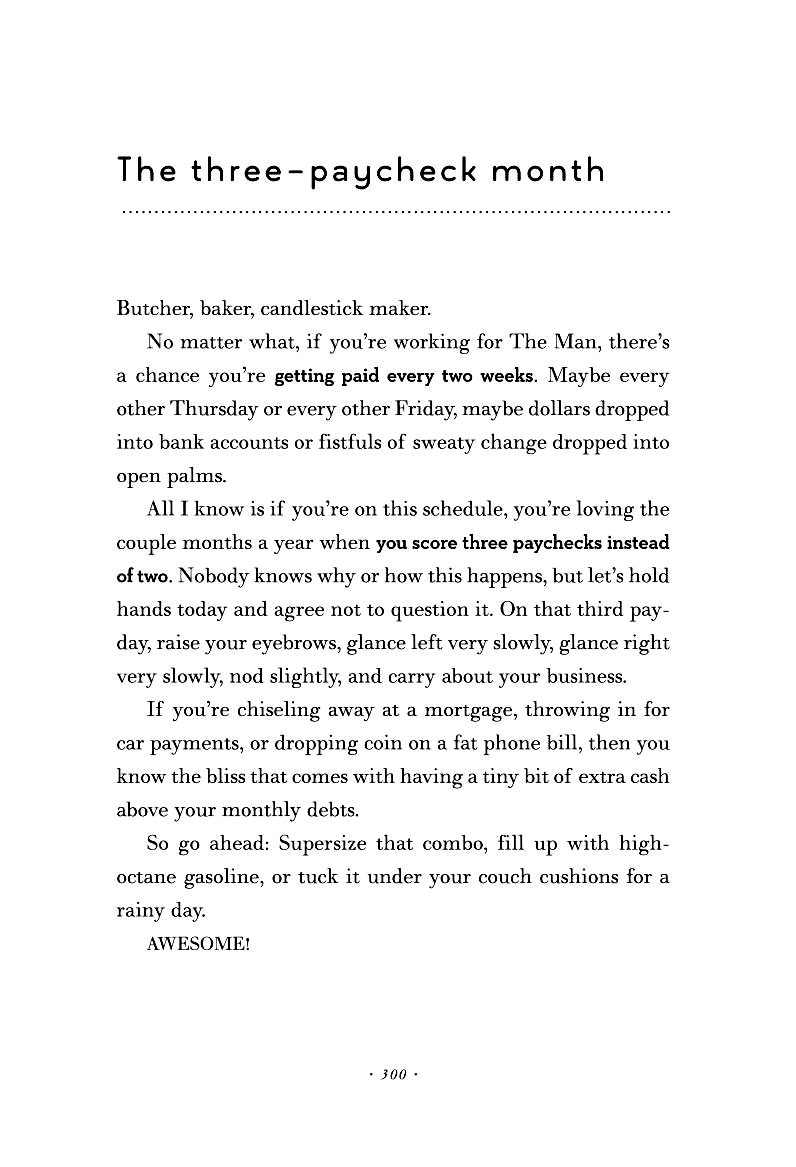 The three-paycheck month
Butcher, baker, candlestick maker.
No matter what, if you’re working for The Man, there’s
a chance you’re getting paid every two weeks. Maybe every
other Thursday or every other Friday, maybe dollars dropped
into bank accounts or fistfuls of sweaty change dropped into
open palms.
All I know is if you’re on this schedule, you’re loving the
couple months a year when you score three paychecks instead
of two. Nobody knows why or how this happens, but let’s hold
hands today and agree not to question it. On that third pay-
day, raise your eyebrows, glance left very slowly, glance right
very slowly, nod slightly, and carry about your business.
If you’re chiseling away at a mortgage, throwing in for
car payments, or dropping coin on a fat phone bill, then you
know the bliss that comes with having a tiny bit of extra cash
above your monthly debts.
So go ahead: Supersize that combo, fill up with high-
octane gasoline, or tuck it under your couch cushions for a
rainy day.
AWESOME!
· 300 ·